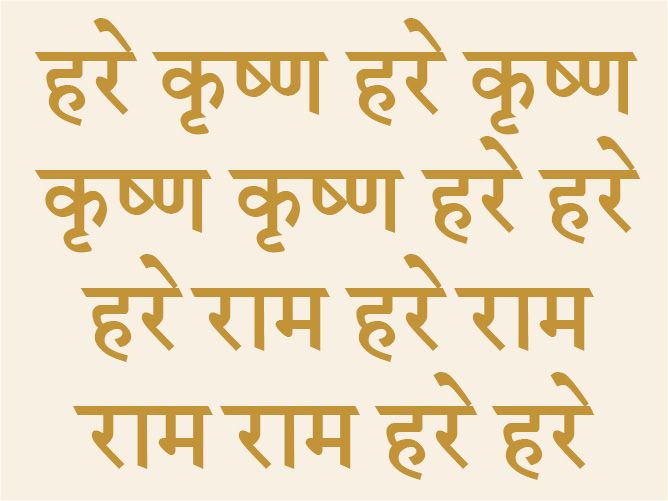 हरे कृष्ण हरे कृष्ण
कृष्ण कृष्ण हरे हरे
हरे राम हरे राम
राम राम हरे हरे